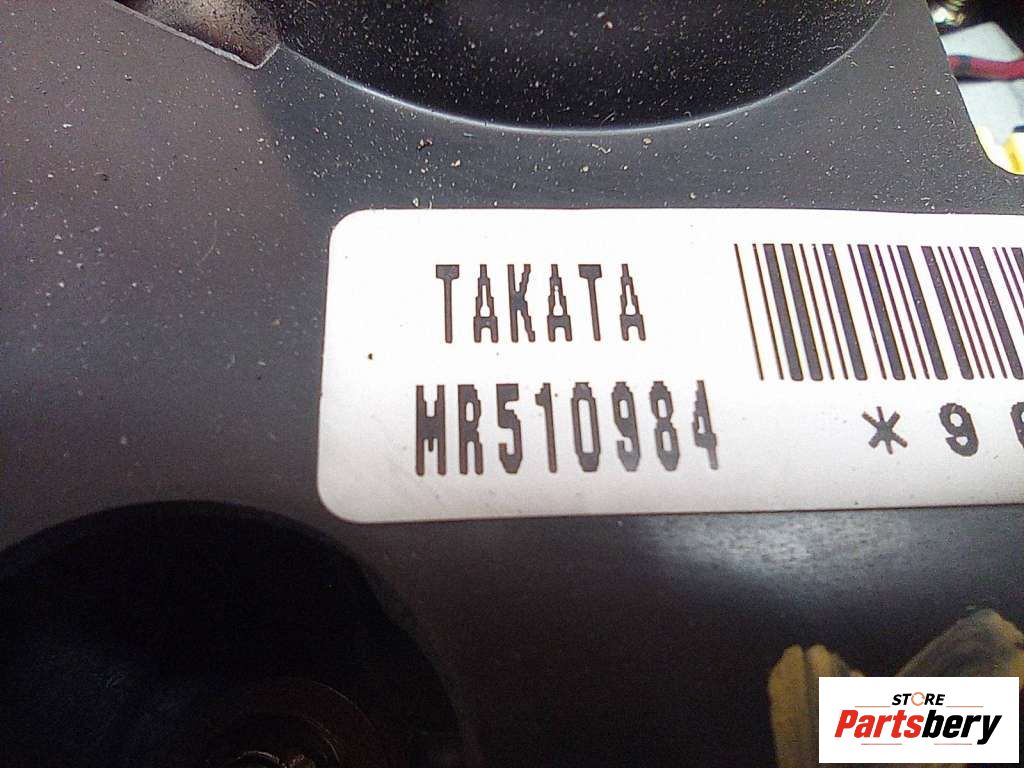 TAKATA
MR510984
*9
STORE
Partsbery